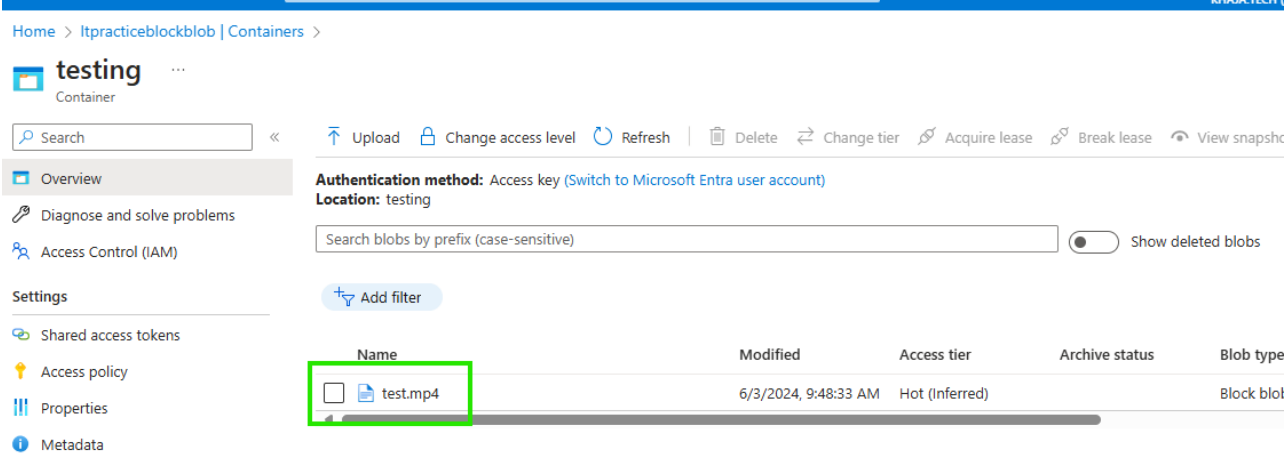 KHAJA.TECH (
Home > ltpracticeblockblob | Containers >
testing ...
Container
Search «
Upload Change access level Refresh Delete Change tier Acquire lease Break lease View snapsho
Overview
Authentication method: Access key (Switch to Microsoft Entra user account)
Location: testing
Diagnose and solve problems
Search blobs by prefix (case-sensitive) Show deleted blobs
Access Control (IAM)
Settings
Add filter
Shared access tokens
Name Modified Access tier Archive status Blob type
Access policy
test.mp4 6/3/2024, 9:48:33 AM Hot (Inferred) Block blob
Properties
Metadata